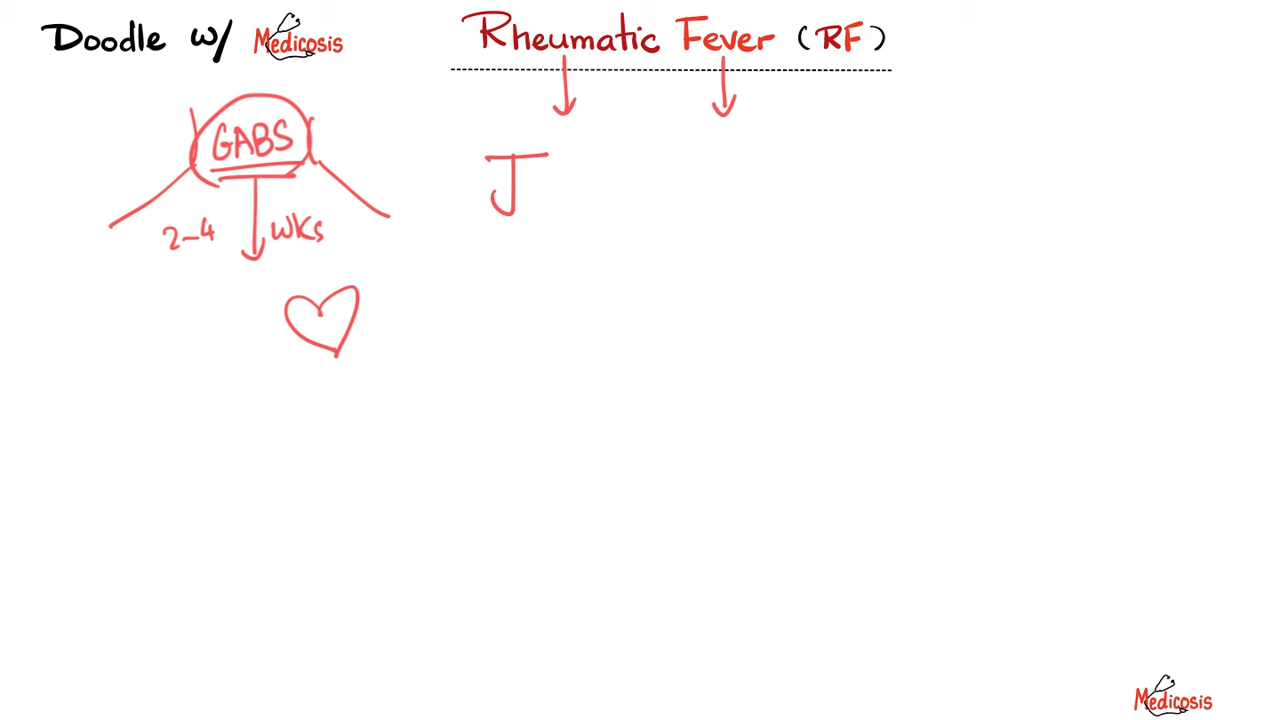 Doodle w/ Medicosis
Rheumatic Fever (RF)
GABS
2-4 wks
J
Medicosis